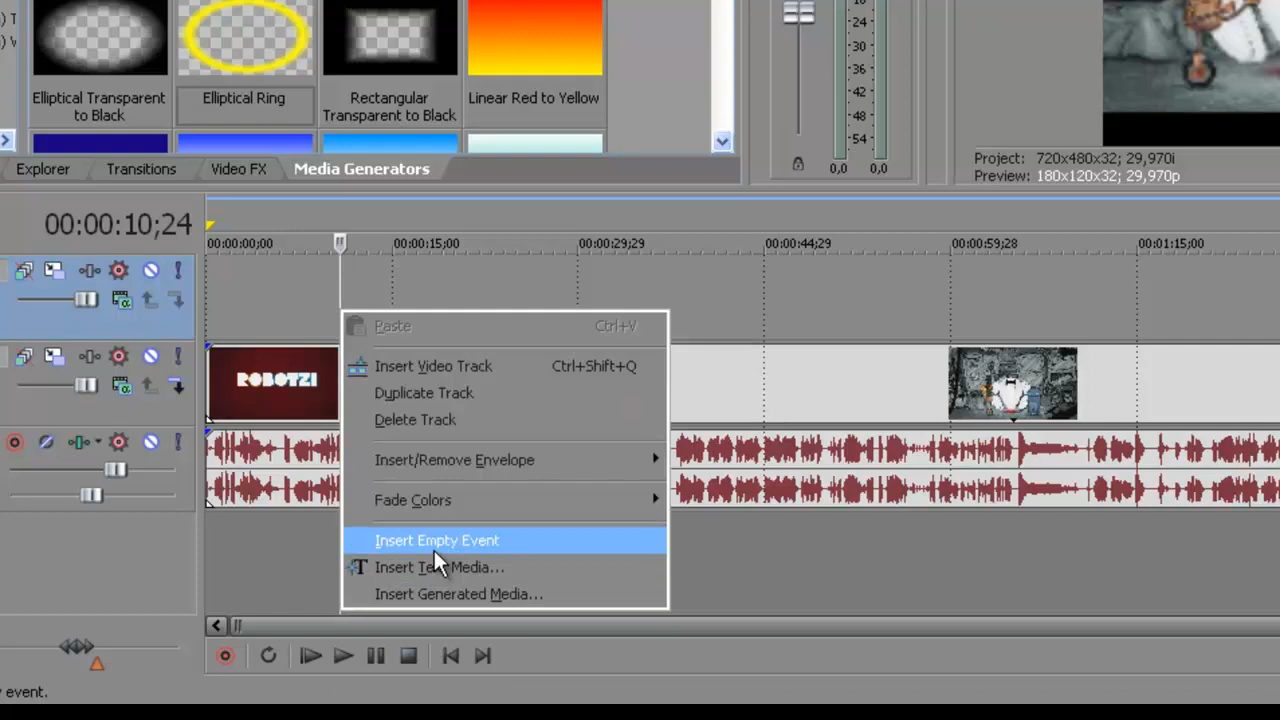 ) T
) V
Elliptical Transparent
to Black
Elliptical Ring
Rectangular
Transparent to Black
Linear Red to Yellow
Explorer
Transitions
Video FX
Media Generators
18
24
30
36
42
48
54
0,0
0,0
Project: 720x480x32; 29,970i
Preview: 180x120x32; 29,970p
00:00:10;24
00:00:00;00
00:00:15;00
00:00:29;29
00:00:44;29
00:00:59;28
00:01:15;00
ROBOTZI
Paste Ctrl+V
Insert Video Track Ctrl+Shift+Q
Duplicate Track
Delete Track
Insert/Remove Envelope
Fade Colors
Insert Empty Event
Insert Text Media...
Insert Generated Media...
y event.